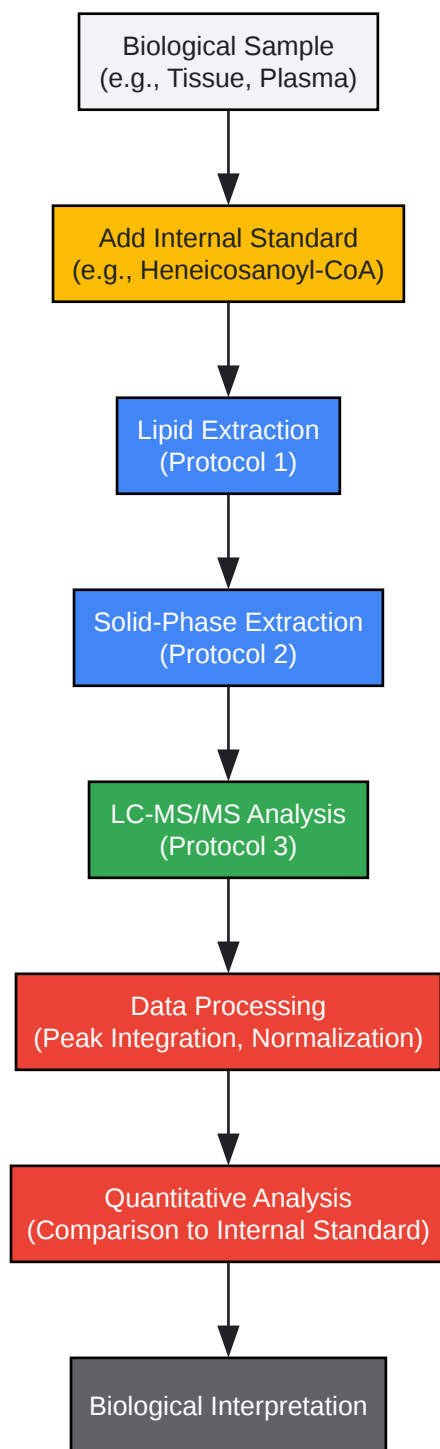 Biological Sample
(e.g., Tissue, Plasma)
Add Internal Standard
(e.g., Heneicosanoyl-CoA)
Lipid Extraction
(Protocol 1)
Solid-Phase Extraction
(Protocol 2)
LC-MS/MS Analysis
(Protocol 3)
Data Processing
(Peak Integration, Normalization)
Quantitative Analysis
(Comparison to Internal Standard)
Biological Interpretation